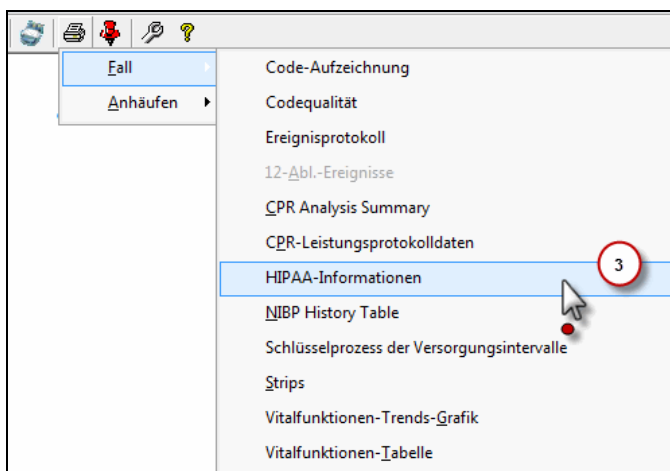 Fall
Anhäufen
Code-Aufzeichnung
Codequalität
Ereignisprotokoll
12-Abl.-Ereignisse
CPR Analysis Summary
CPR-Leistungsprotokolldaten
HIPAA-Informationen
3
NIBP History Table
Schlüsselprozess der Versorgungsintervalle
Strips
Vitalfunktionen-Trends-Grafik
Vitalfunktionen-Tabelle